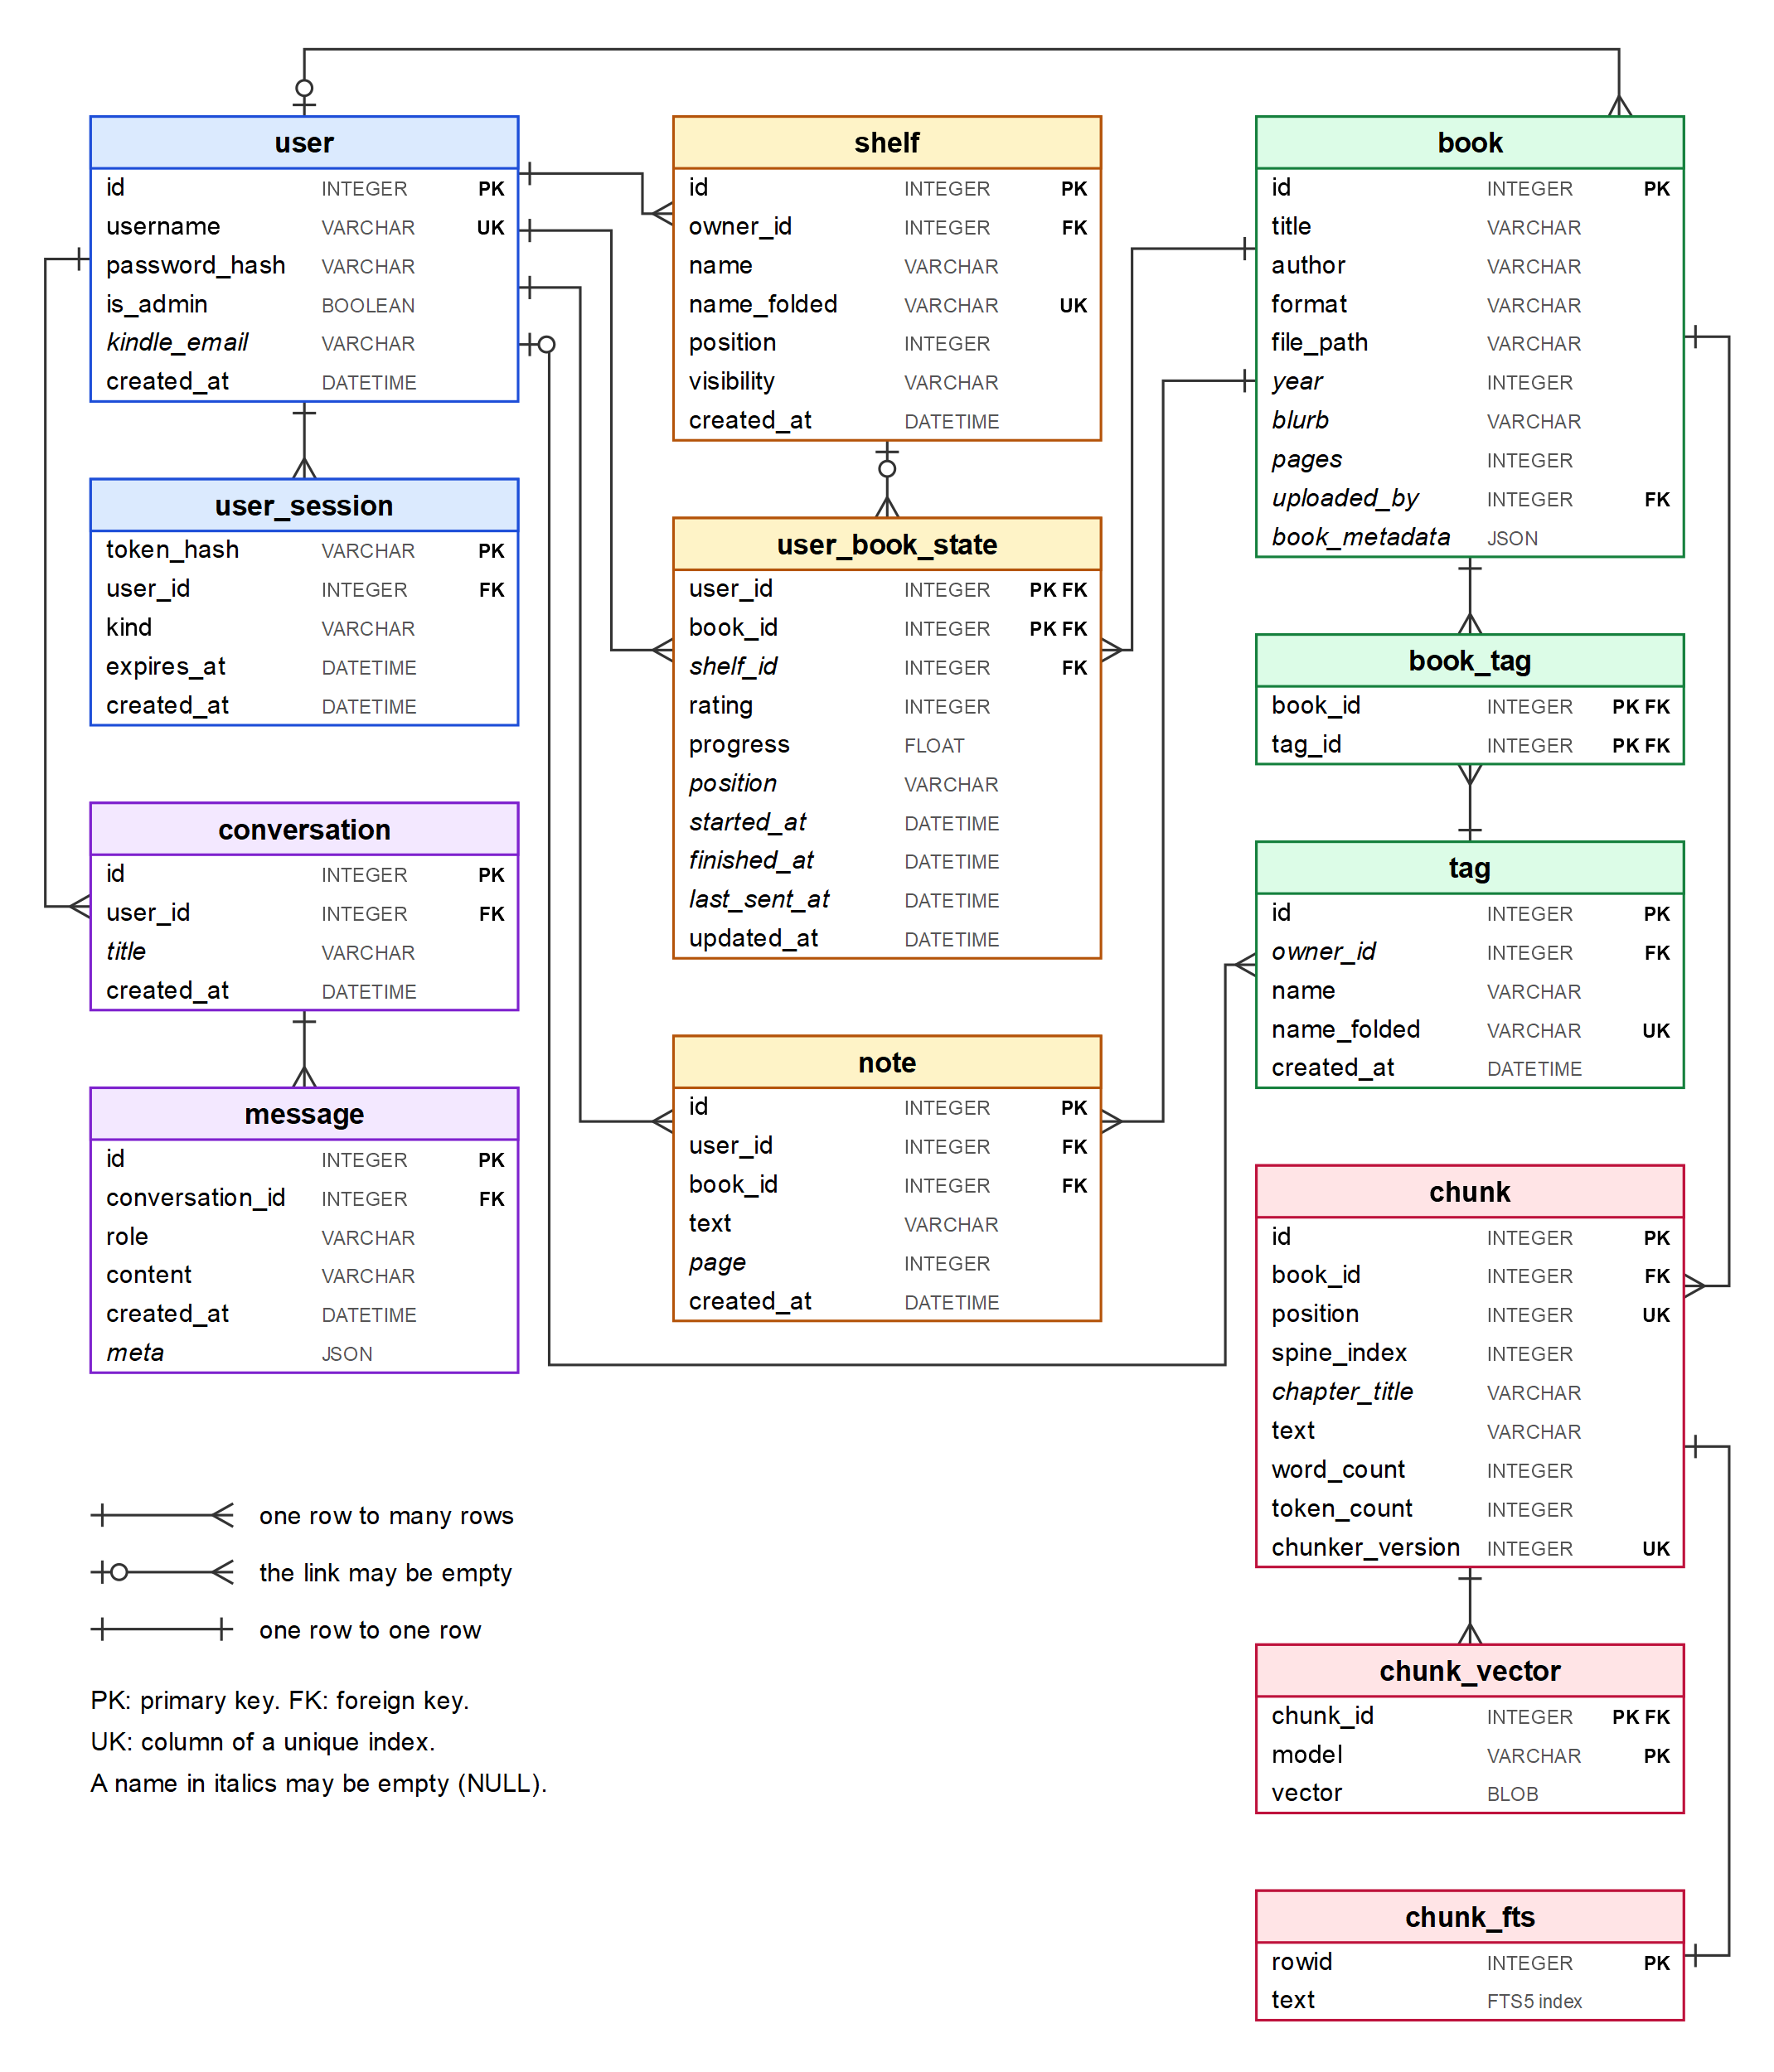 user
id INTEGER PK
username VARCHAR UK
password_hash VARCHAR
is_admin BOOLEAN
kindle_email VARCHAR
created_at DATETIME
user_session
token_hash VARCHAR PK
user_id INTEGER FK
kind VARCHAR
expires_at DATETIME
created_at DATETIME
conversation
id INTEGER PK
user_id INTEGER FK
title VARCHAR
created_at DATETIME
message
id INTEGER PK
conversation_id INTEGER FK
role VARCHAR
content VARCHAR
created_at DATETIME
meta JSON
shelf
id INTEGER PK
owner_id INTEGER FK
name VARCHAR
name_folded VARCHAR UK
position INTEGER
visibility VARCHAR
created_at DATETIME
user_book_state
user_id INTEGER PK FK
book_id INTEGER PK FK
shelf_id INTEGER FK
rating INTEGER
progress FLOAT
position VARCHAR
started_at DATETIME
finished_at DATETIME
last_sent_at DATETIME
updated_at DATETIME
note
id INTEGER PK
user_id INTEGER FK
book_id INTEGER FK
text VARCHAR
page INTEGER
created_at DATETIME
book
id INTEGER PK
title VARCHAR
author VARCHAR
format VARCHAR
file_path VARCHAR
year INTEGER
blurb VARCHAR
pages INTEGER
uploaded_by INTEGER FK
book_metadata JSON
book_tag
book_id INTEGER PK FK
tag_id INTEGER PK FK
tag
id INTEGER PK
owner_id INTEGER FK
name VARCHAR
name_folded VARCHAR UK
created_at DATETIME
chunk
id INTEGER PK
book_id INTEGER FK
position INTEGER UK
spine_index INTEGER
chapter_title VARCHAR
text VARCHAR
word_count INTEGER
token_count INTEGER
chunker_version INTEGER UK
chunk_vector
chunk_id INTEGER PK FK
model VARCHAR PK
vector BLOB
chunk_fts
rowid INTEGER PK
text FTS5 index
one row to many rows
the link may be empty
one row to one row
PK: primary key. FK: foreign key.
UK: column of a unique index.
A name in italics may be empty (NULL).